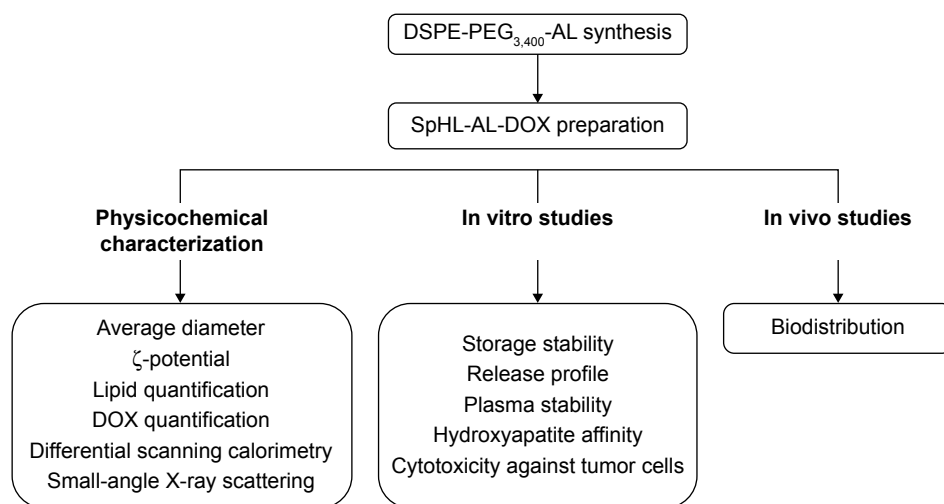 DSPE-PEG3,400-AL synthesis
SpHL-AL-DOX preparation
Physicochemical
characterization
In vitro studies
In vivo studies
Average diameter
ζ-potential
Lipid quantification
DOX quantification
Differential scanning calorimetry
Small-angle X-ray scattering
Storage stability
Release profile
Plasma stability
Hydroxyapatite affinity
Cytotoxicity against tumor cells
Biodistribution